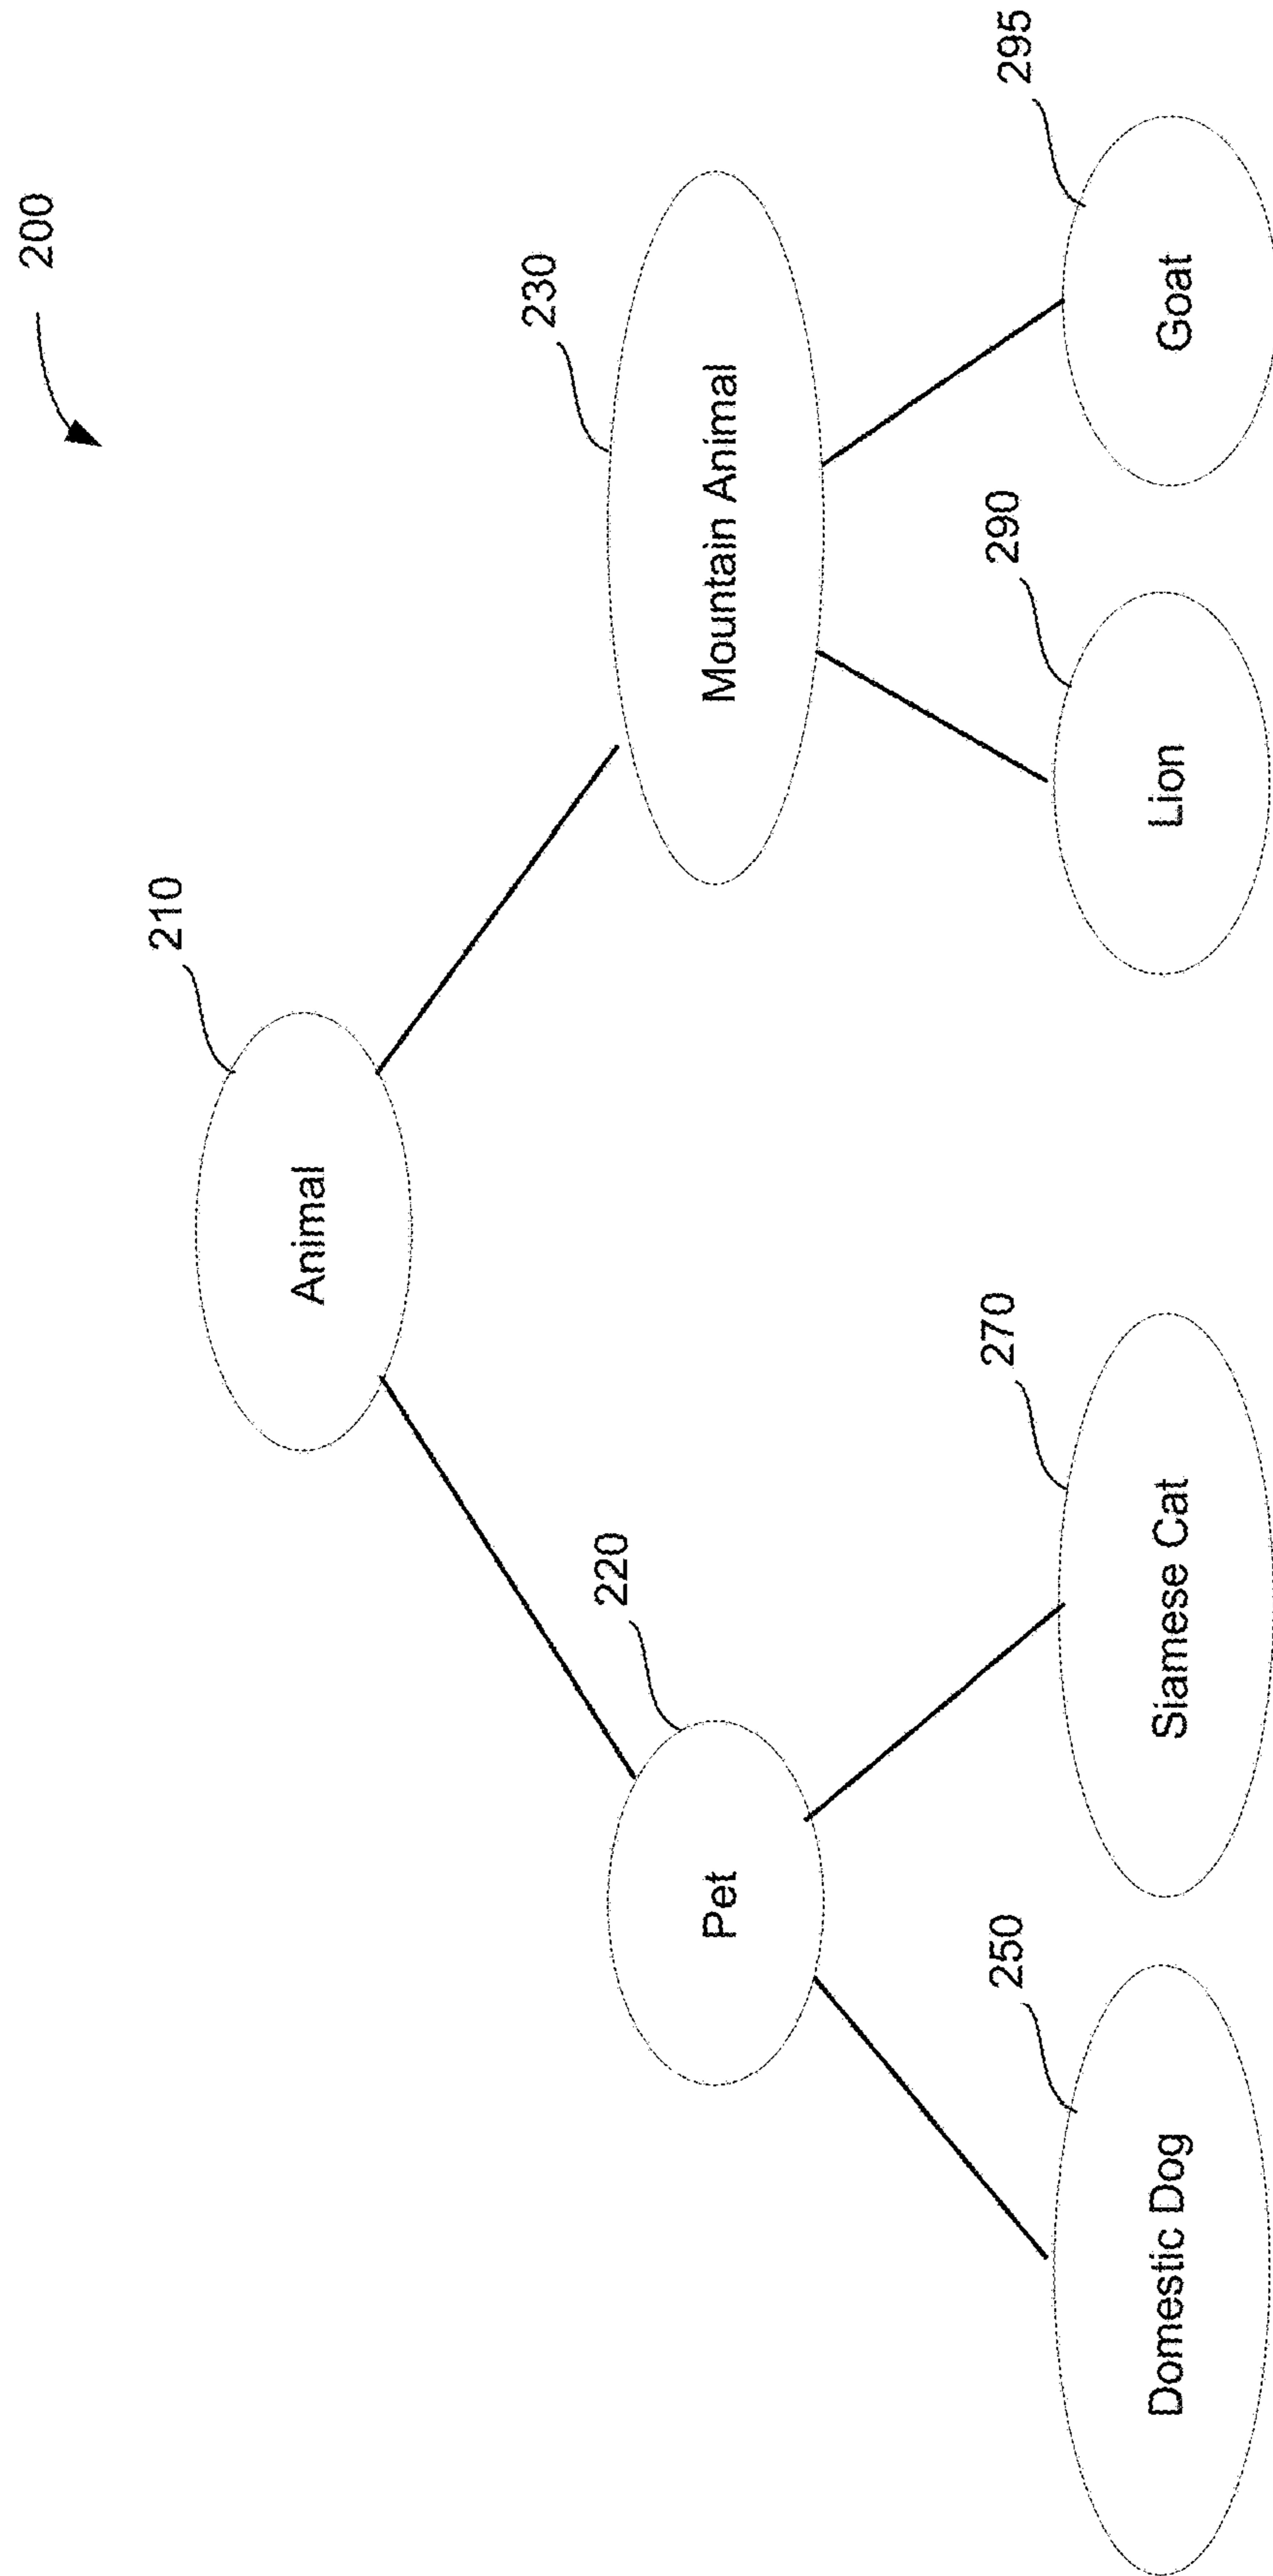 200
210
Animal
220
Pet
230
Mountain Animal
250
Domestic Dog
270
Siamese Cat
290
Lion
295
Goat